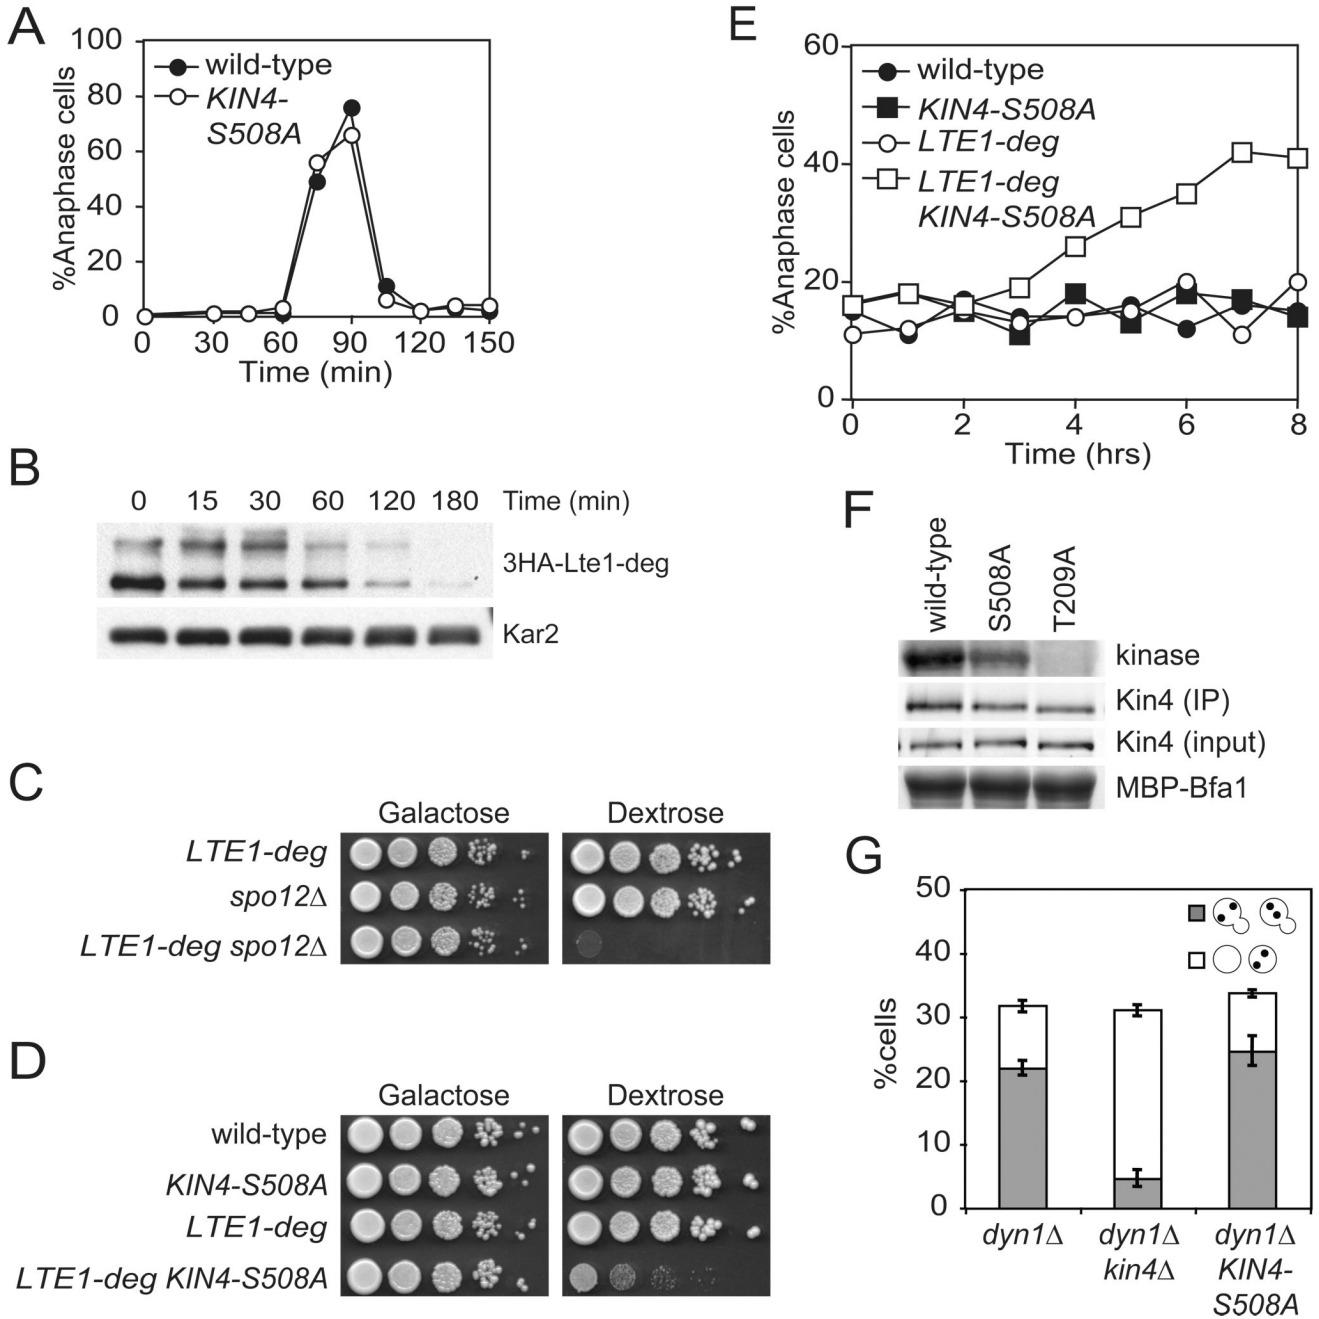 A
100
80
60
40
20
0
%Anaphase cells
wild-type
KIN4-
S508A
0 30 60 90 120 150
Time (min)
B
0 15 30 60 120 180 Time (min)
3HA-Lte1-deg
Kar2
C
Galactose Dextrose
LTE1-deg
spo12Δ
LTE1-deg spo12Δ
D
Galactose Dextrose
wild-type
KIN4-S508A
LTE1-deg
LTE1-deg KIN4-S508A
E
60
40
20
0
%Anaphase cells
wild-type
KIN4-S508A
LTE1-deg
LTE1-deg
KIN4-S508A
0 2 4 6 8
Time (hrs)
F
wild-type
S508A
T209A
kinase
Kin4 (IP)
Kin4 (input)
MBP-Bfa1
G
50
40
30
20
10
0
%cells
dyn1Δ dyn1Δ dyn1Δ
kin4Δ KIN4-
S508A